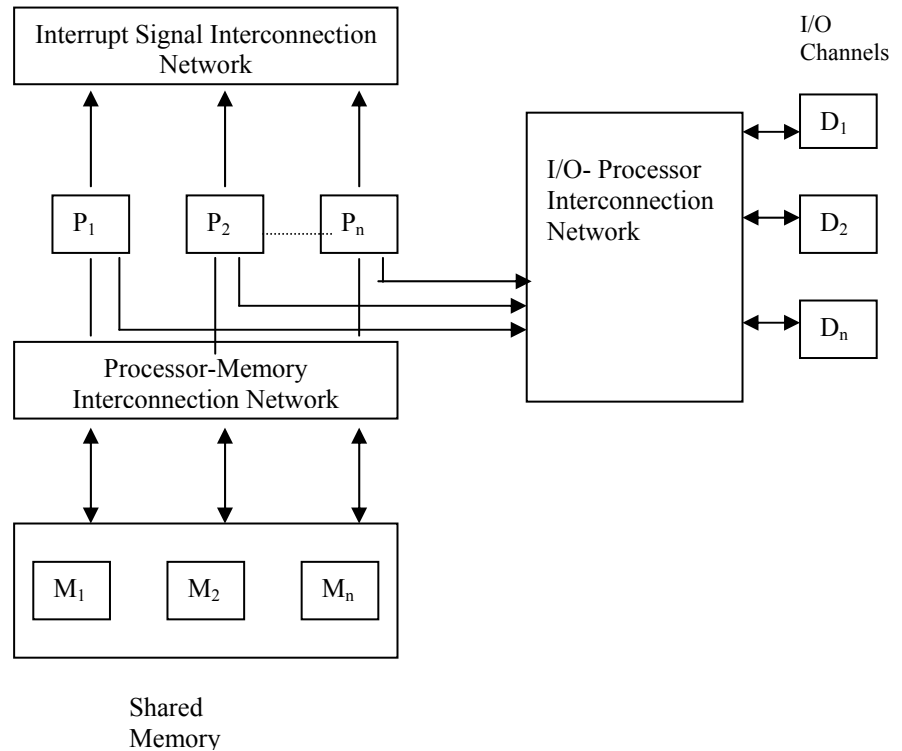 Interrupt Signal Interconnection
Network
I/O
Channels
P₁
P₂
Pₙ
I/O- Processor
Interconnection
Network
D₁
D₂
Dₙ
Processor-Memory
Interconnection Network
M₁
M₂
Mₙ
Shared
Memory